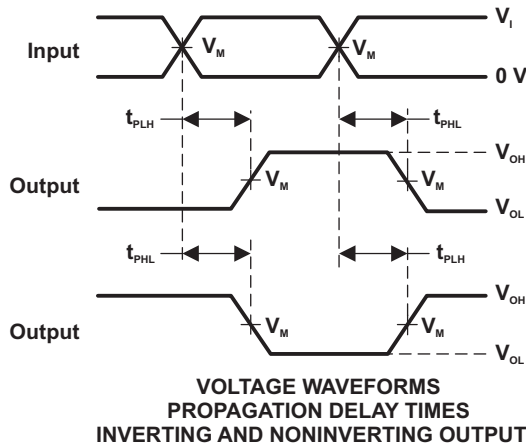 V_I
Input
V_M
V_M
0 V
t_PLH
t_PHL
V_OH
Output
V_M
V_M
V_OL
t_PHL
t_PLH
V_OH
Output
V_M
V_M
V_OL
VOLTAGE WAVEFORMS
PROPAGATION DELAY TIMES
INVERTING AND NONINVERTING OUTPUT